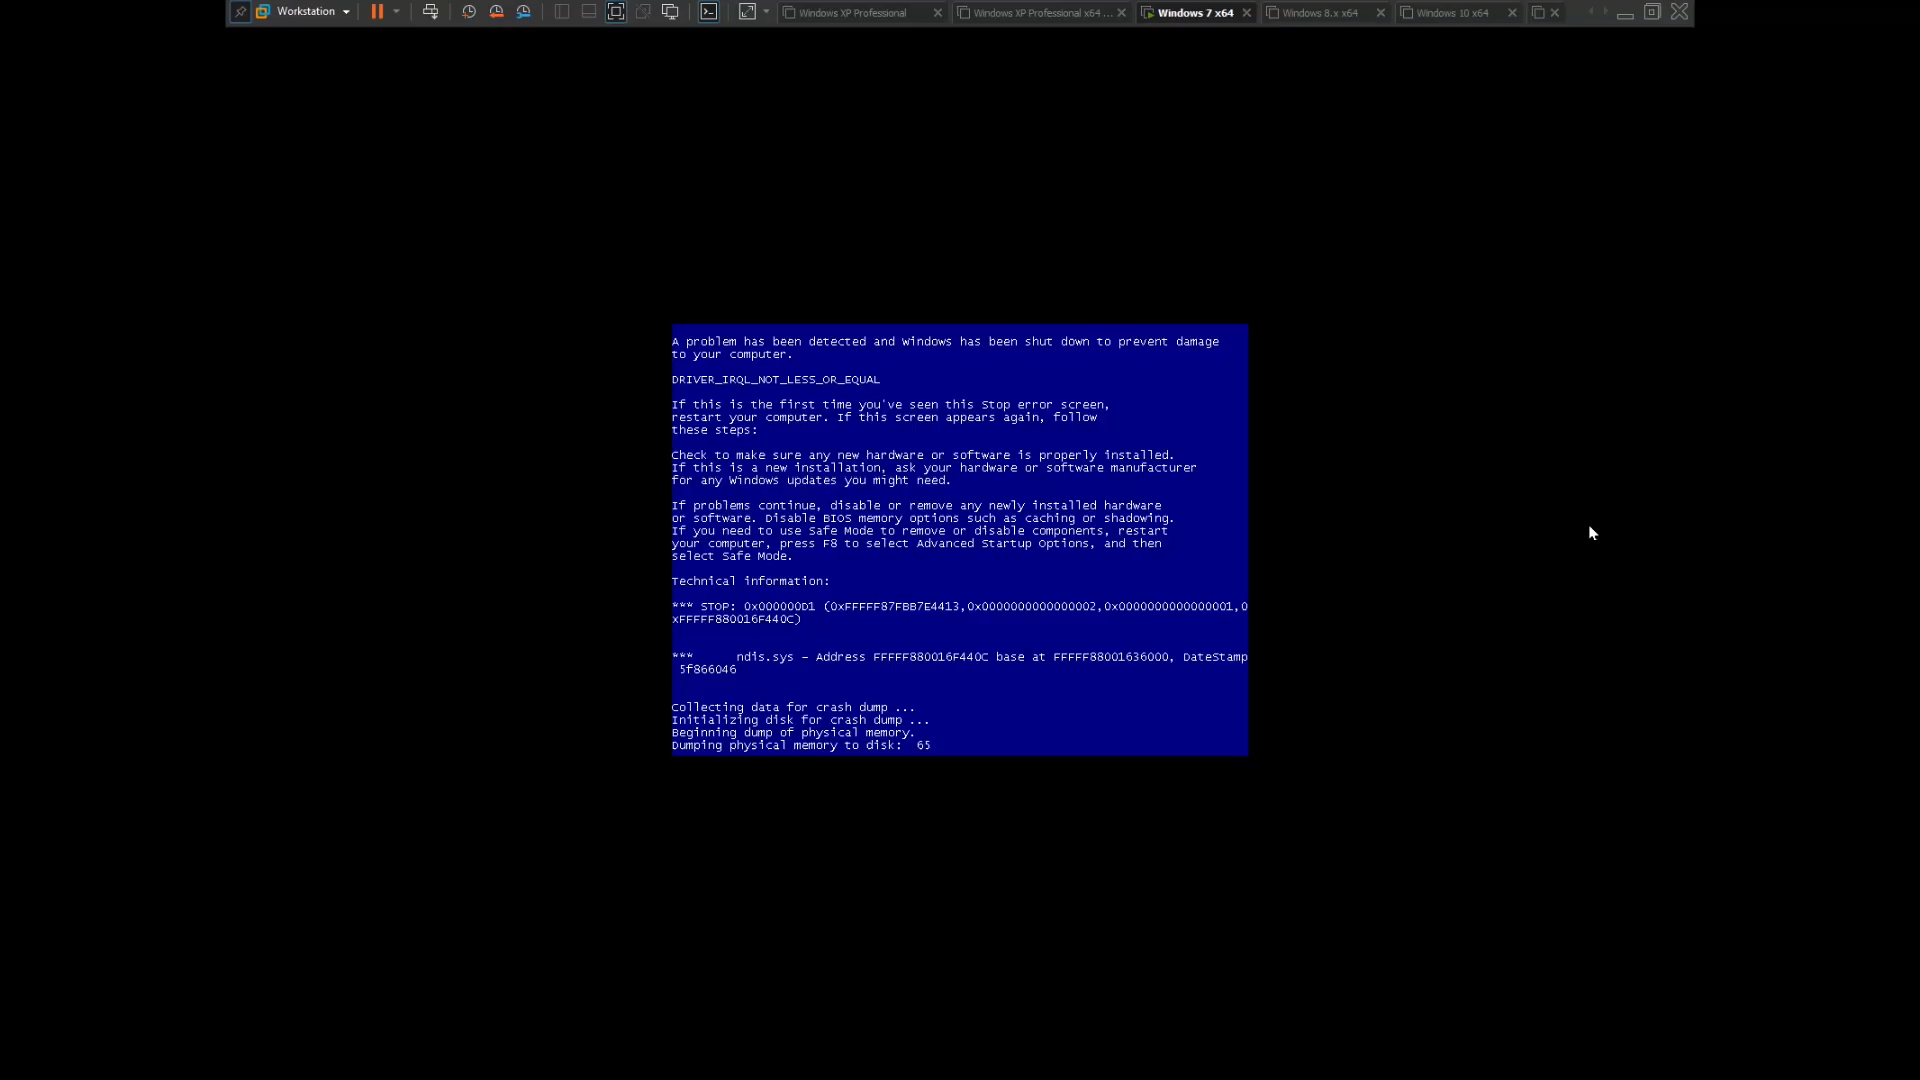 Workstation Windows XP Professional Windows XP Professional x64 ... Windows 7 x64 Windows 8.x x64 Windows 10 x64
A problem has been detected and windows has been shut down to prevent damage
to your computer.
DRIVER_IRQL_NOT_LESS_OR_EQUAL
If this is the first time you've seen this Stop error screen,
restart your computer. If this screen appears again, follow
these steps:
Check to make sure any new hardware or software is properly installed.
If this is a new installation, ask your hardware or software manufacturer
for any Windows updates you might need.
If problems continue, disable or remove any newly installed hardware
or software. Disable BIOS memory options such as caching or shadowing.
If you need to use Safe Mode to remove or disable components, restart
your computer, press F8 to select Advanced Startup Options, and then
select Safe Mode.
Technical information:
*** STOP: 0x000000D1 (0xFFFFF87FBB7E4413,0x0000000000000002,0x0000000000000001,0
xFFFFF880016F440C)
*** ndis.sys - Address FFFFF880016F440C base at FFFFF88001636000, DateStamp
5f866046
Collecting data for crash dump ...
Initializing disk for crash dump ...
Beginning dump of physical memory.
Dumping physical memory to disk: 65